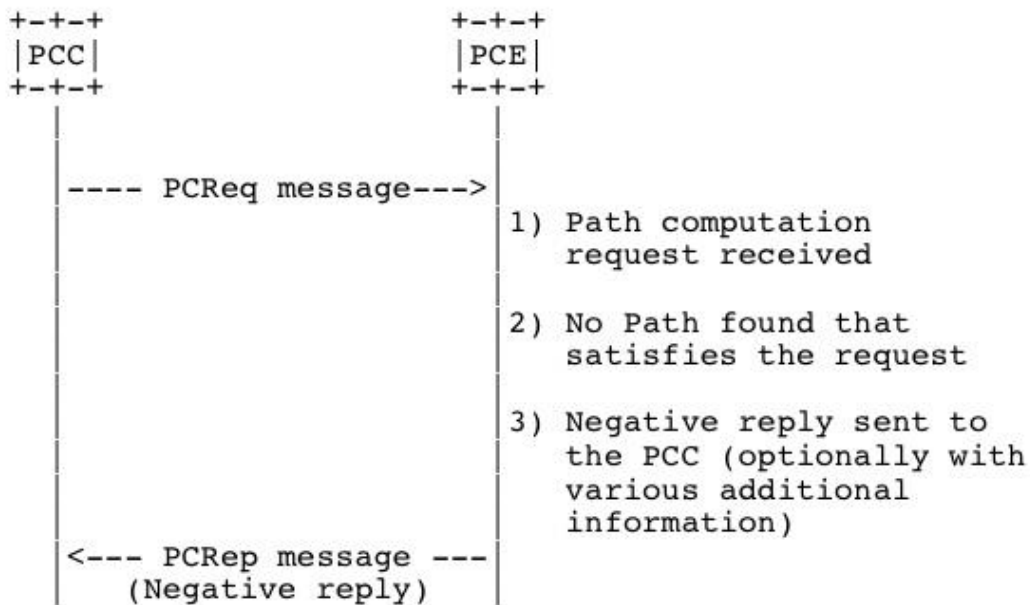 +-+-+                  +-+-+
|PCC|                  |PCE|
+-+-+                  +-+-+
|                      |
|---- PCReq message--->|
|                      |1) Path computation
|                      |   request received
|                      |
|                      |2) No Path found that
|                      |   satisfies the request
|                      |
|                      |3) Negative reply sent to
|                      |   the PCC (optionally with
|                      |   various additional
|                      |   information)
|<--- PCRep message ---|
|   (Negative reply)   |